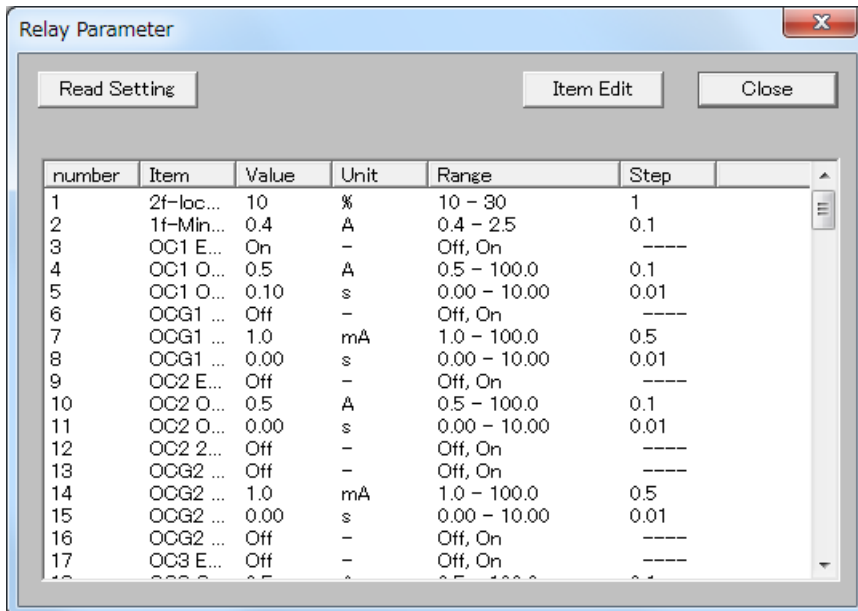 Relay Parameter
Read Setting Item Edit Close
number Item Value Unit Range Step
1 2f-loc... 10 % 10 - 30 1
2 1f-Min... 0.4 A 0.4 - 2.5 0.1
3 OC1 E... On - Off, On ----
4 OC1 O... 0.5 A 0.5 - 100.0 0.1
5 OC1 O... 0.10 s 0.00 - 10.00 0.01
6 OCG1 ... Off - Off, On ----
7 OCG1 ... 1.0 mA 1.0 - 100.0 0.5
8 OCG1 ... 0.00 s 0.00 - 10.00 0.01
9 OC2 E... Off - Off, On ----
10 OC2 O... 0.5 A 0.5 - 100.0 0.1
11 OC2 O... 0.00 s 0.00 - 10.00 0.01
12 OC2 2... Off - Off, On ----
13 OCG2 ... Off - Off, On ----
14 OCG2 ... 1.0 mA 1.0 - 100.0 0.5
15 OCG2 ... 0.00 s 0.00 - 10.00 0.01
16 OCG2 ... Off - Off, On ----
17 OC3 E... Off - Off, On ----